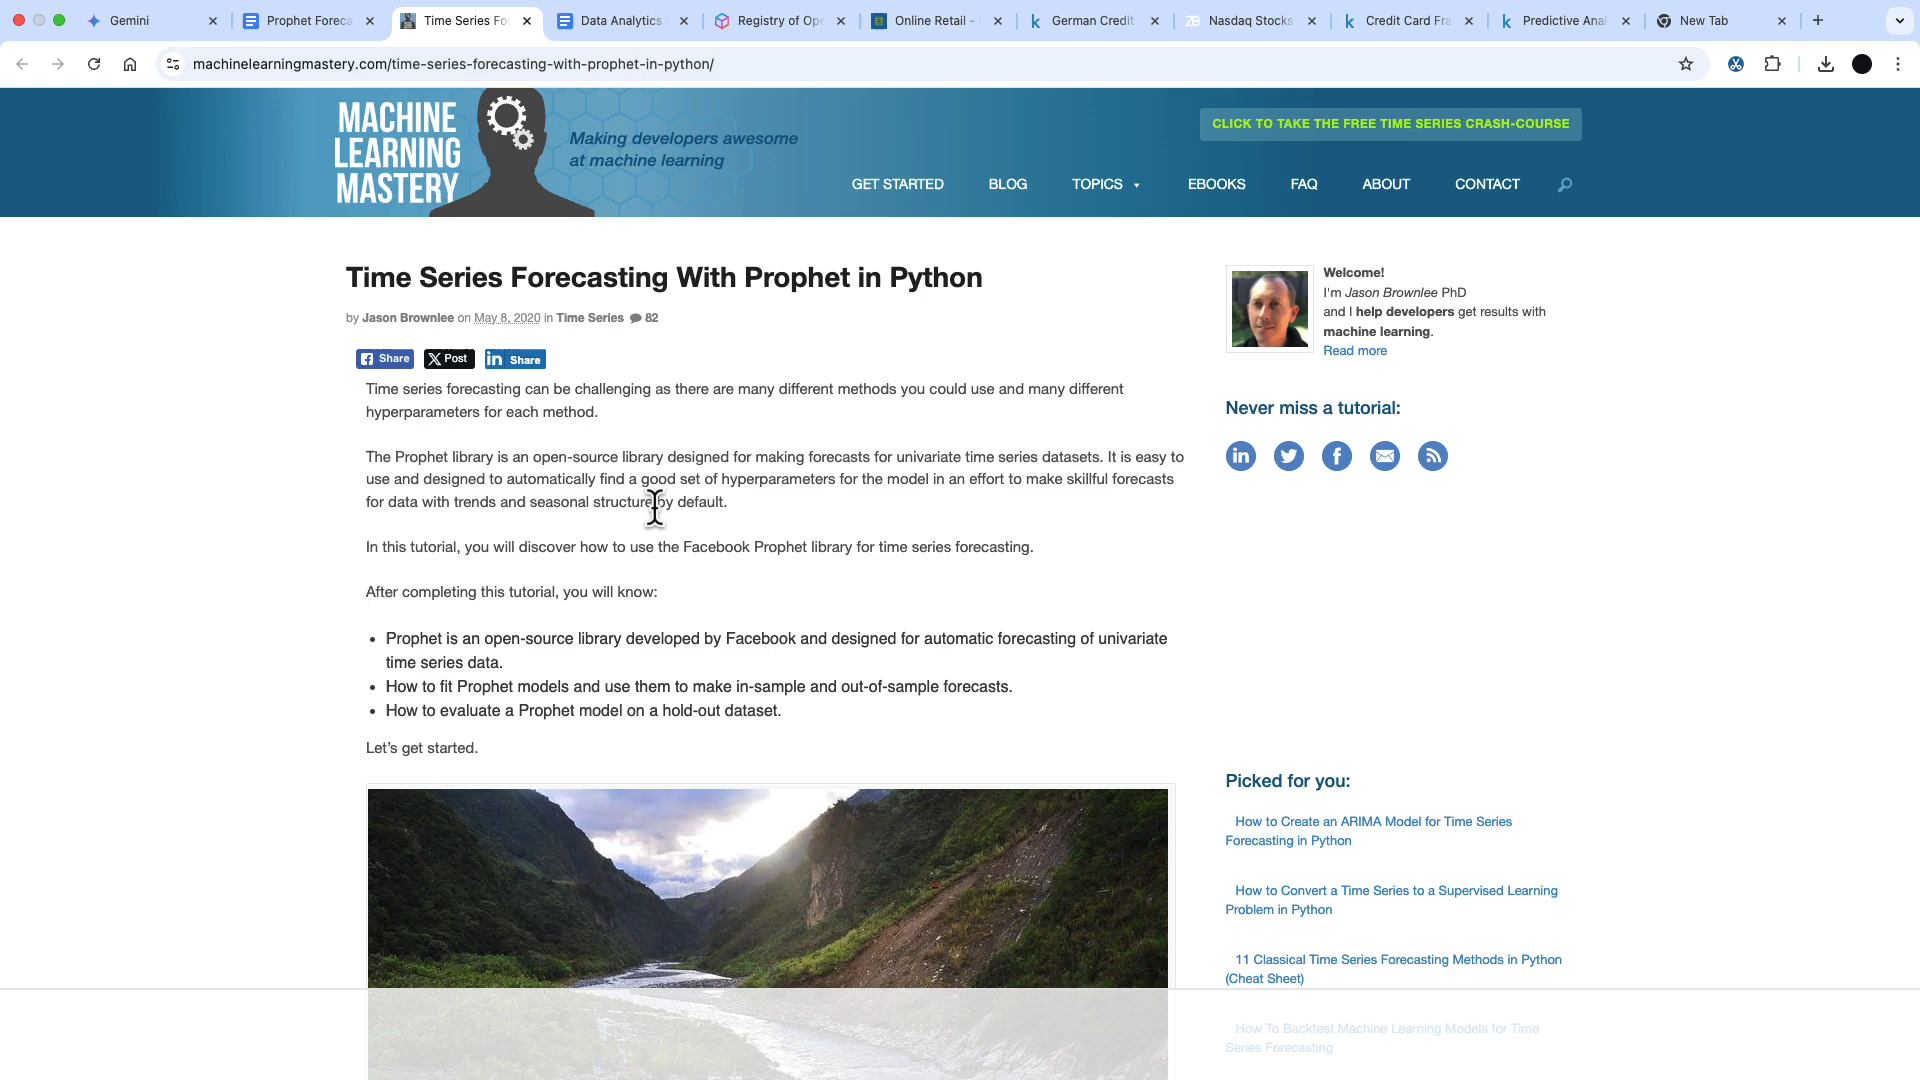 Gemini
Prophet Foreca
Time Series Fo
Data Analytics
Registry of Op
Online Retail -
German Credit
Nasdaq Stocks
Credit Card Fra
Predictive Anal
New Tab
machinelearningmastery.com/time-series-forecasting-with-prophet-in-python/
MACHINE
LEARNING
MASTERY
Making developers awesome
at machine learning
CLICK TO TAKE THE FREE TIME SERIES CRASH-COURSE
GET STARTED BLOG TOPICS EBOOKS FAQ ABOUT CONTACT
Time Series Forecasting With Prophet in Python
by Jason Brownlee on May 8, 2020 in Time Series 82
Share Post Share
Time series forecasting can be challenging as there are many different methods you could use and many different
hyperparameters for each method.
The Prophet library is an open-source library designed for making forecasts for univariate time series datasets. It is easy to
use and designed to automatically find a good set of hyperparameters for the model in an effort to make skillful forecasts
for data with trends and seasonal structure by default.
In this tutorial, you will discover how to use the Facebook Prophet library for time series forecasting.
After completing this tutorial, you will know:
• Prophet is an open-source library developed by Facebook and designed for automatic forecasting of univariate
time series data.
• How to fit Prophet models and use them to make in-sample and out-of-sample forecasts.
• How to evaluate a Prophet model on a hold-out dataset.
Let's get started.
Welcome!
I'm Jason Brownlee PhD
and I help developers get results with
machine learning.
Read more
Never miss a tutorial:
Picked for you:
How to Create an ARIMA Model for Time Series
Forecasting in Python
How to Convert a Time Series to a Supervised Learning
Problem in Python
11 Classical Time Series Forecasting Methods in Python
(Cheat Sheet)
How To Backtest Machine Learning Models for Time
Series Forecasting